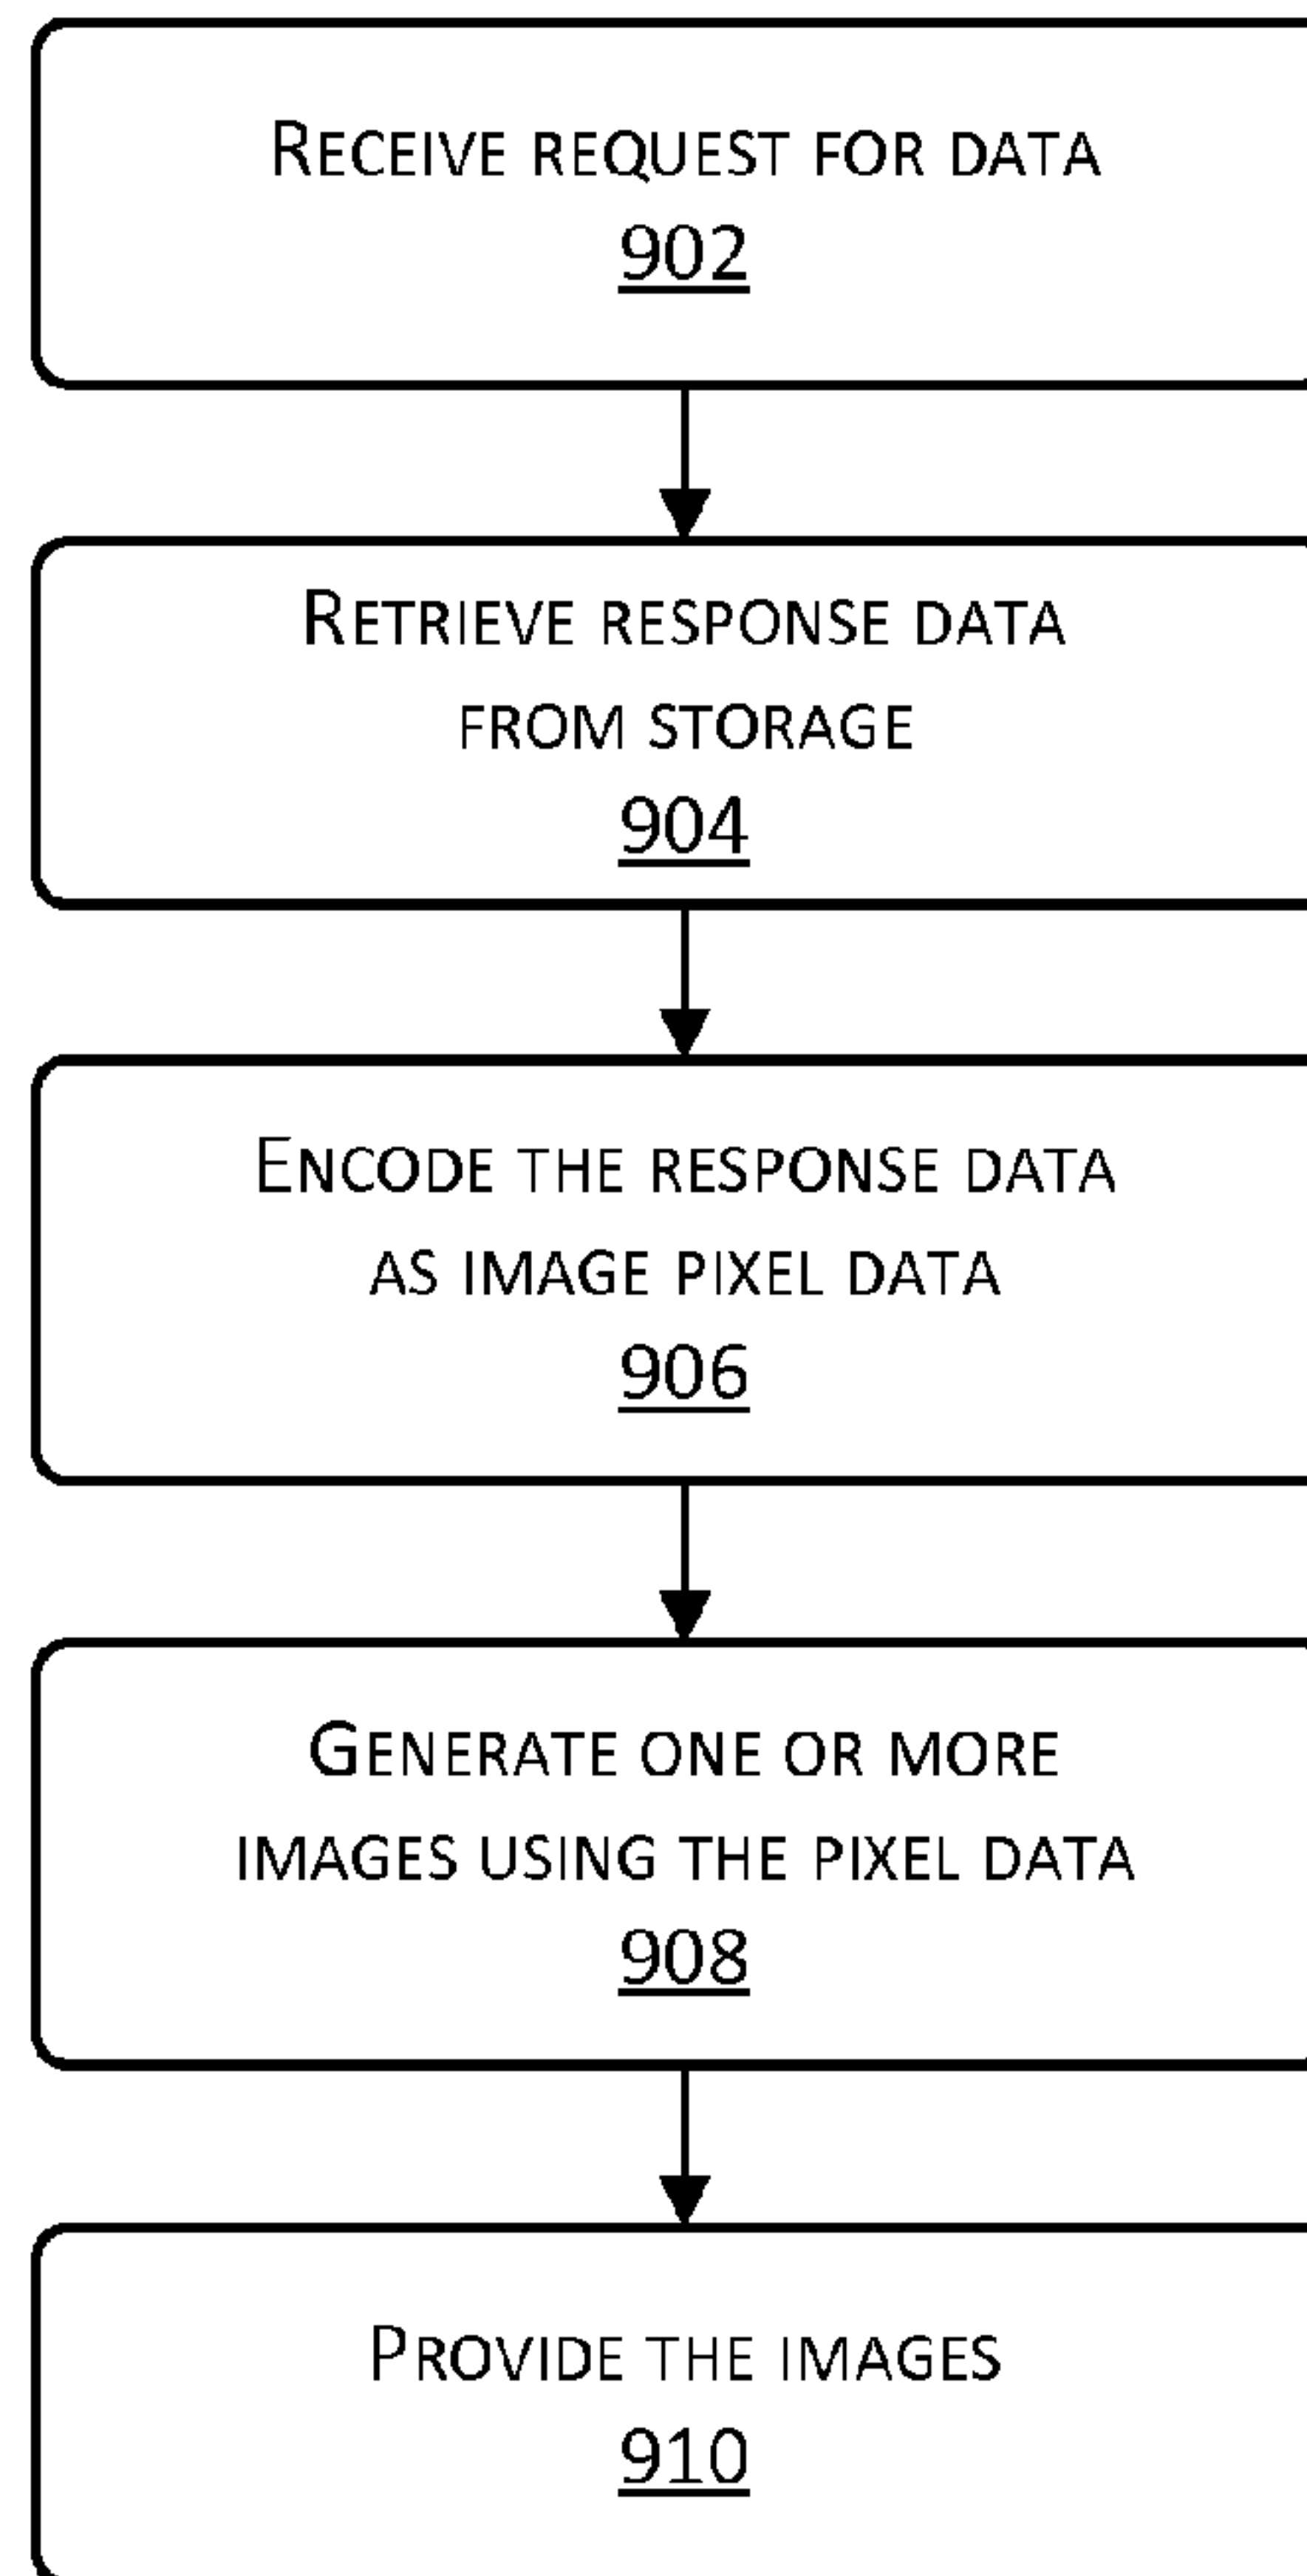 RECEIVE REQUEST FOR DATA
902
RETRIEVE RESPONSE DATA
FROM STORAGE
904
ENCODE THE RESPONSE DATA
AS IMAGE PIXEL DATA
906
GENERATE ONE OR MORE
IMAGES USING THE PIXEL DATA
908
PROVIDE THE IMAGES
910